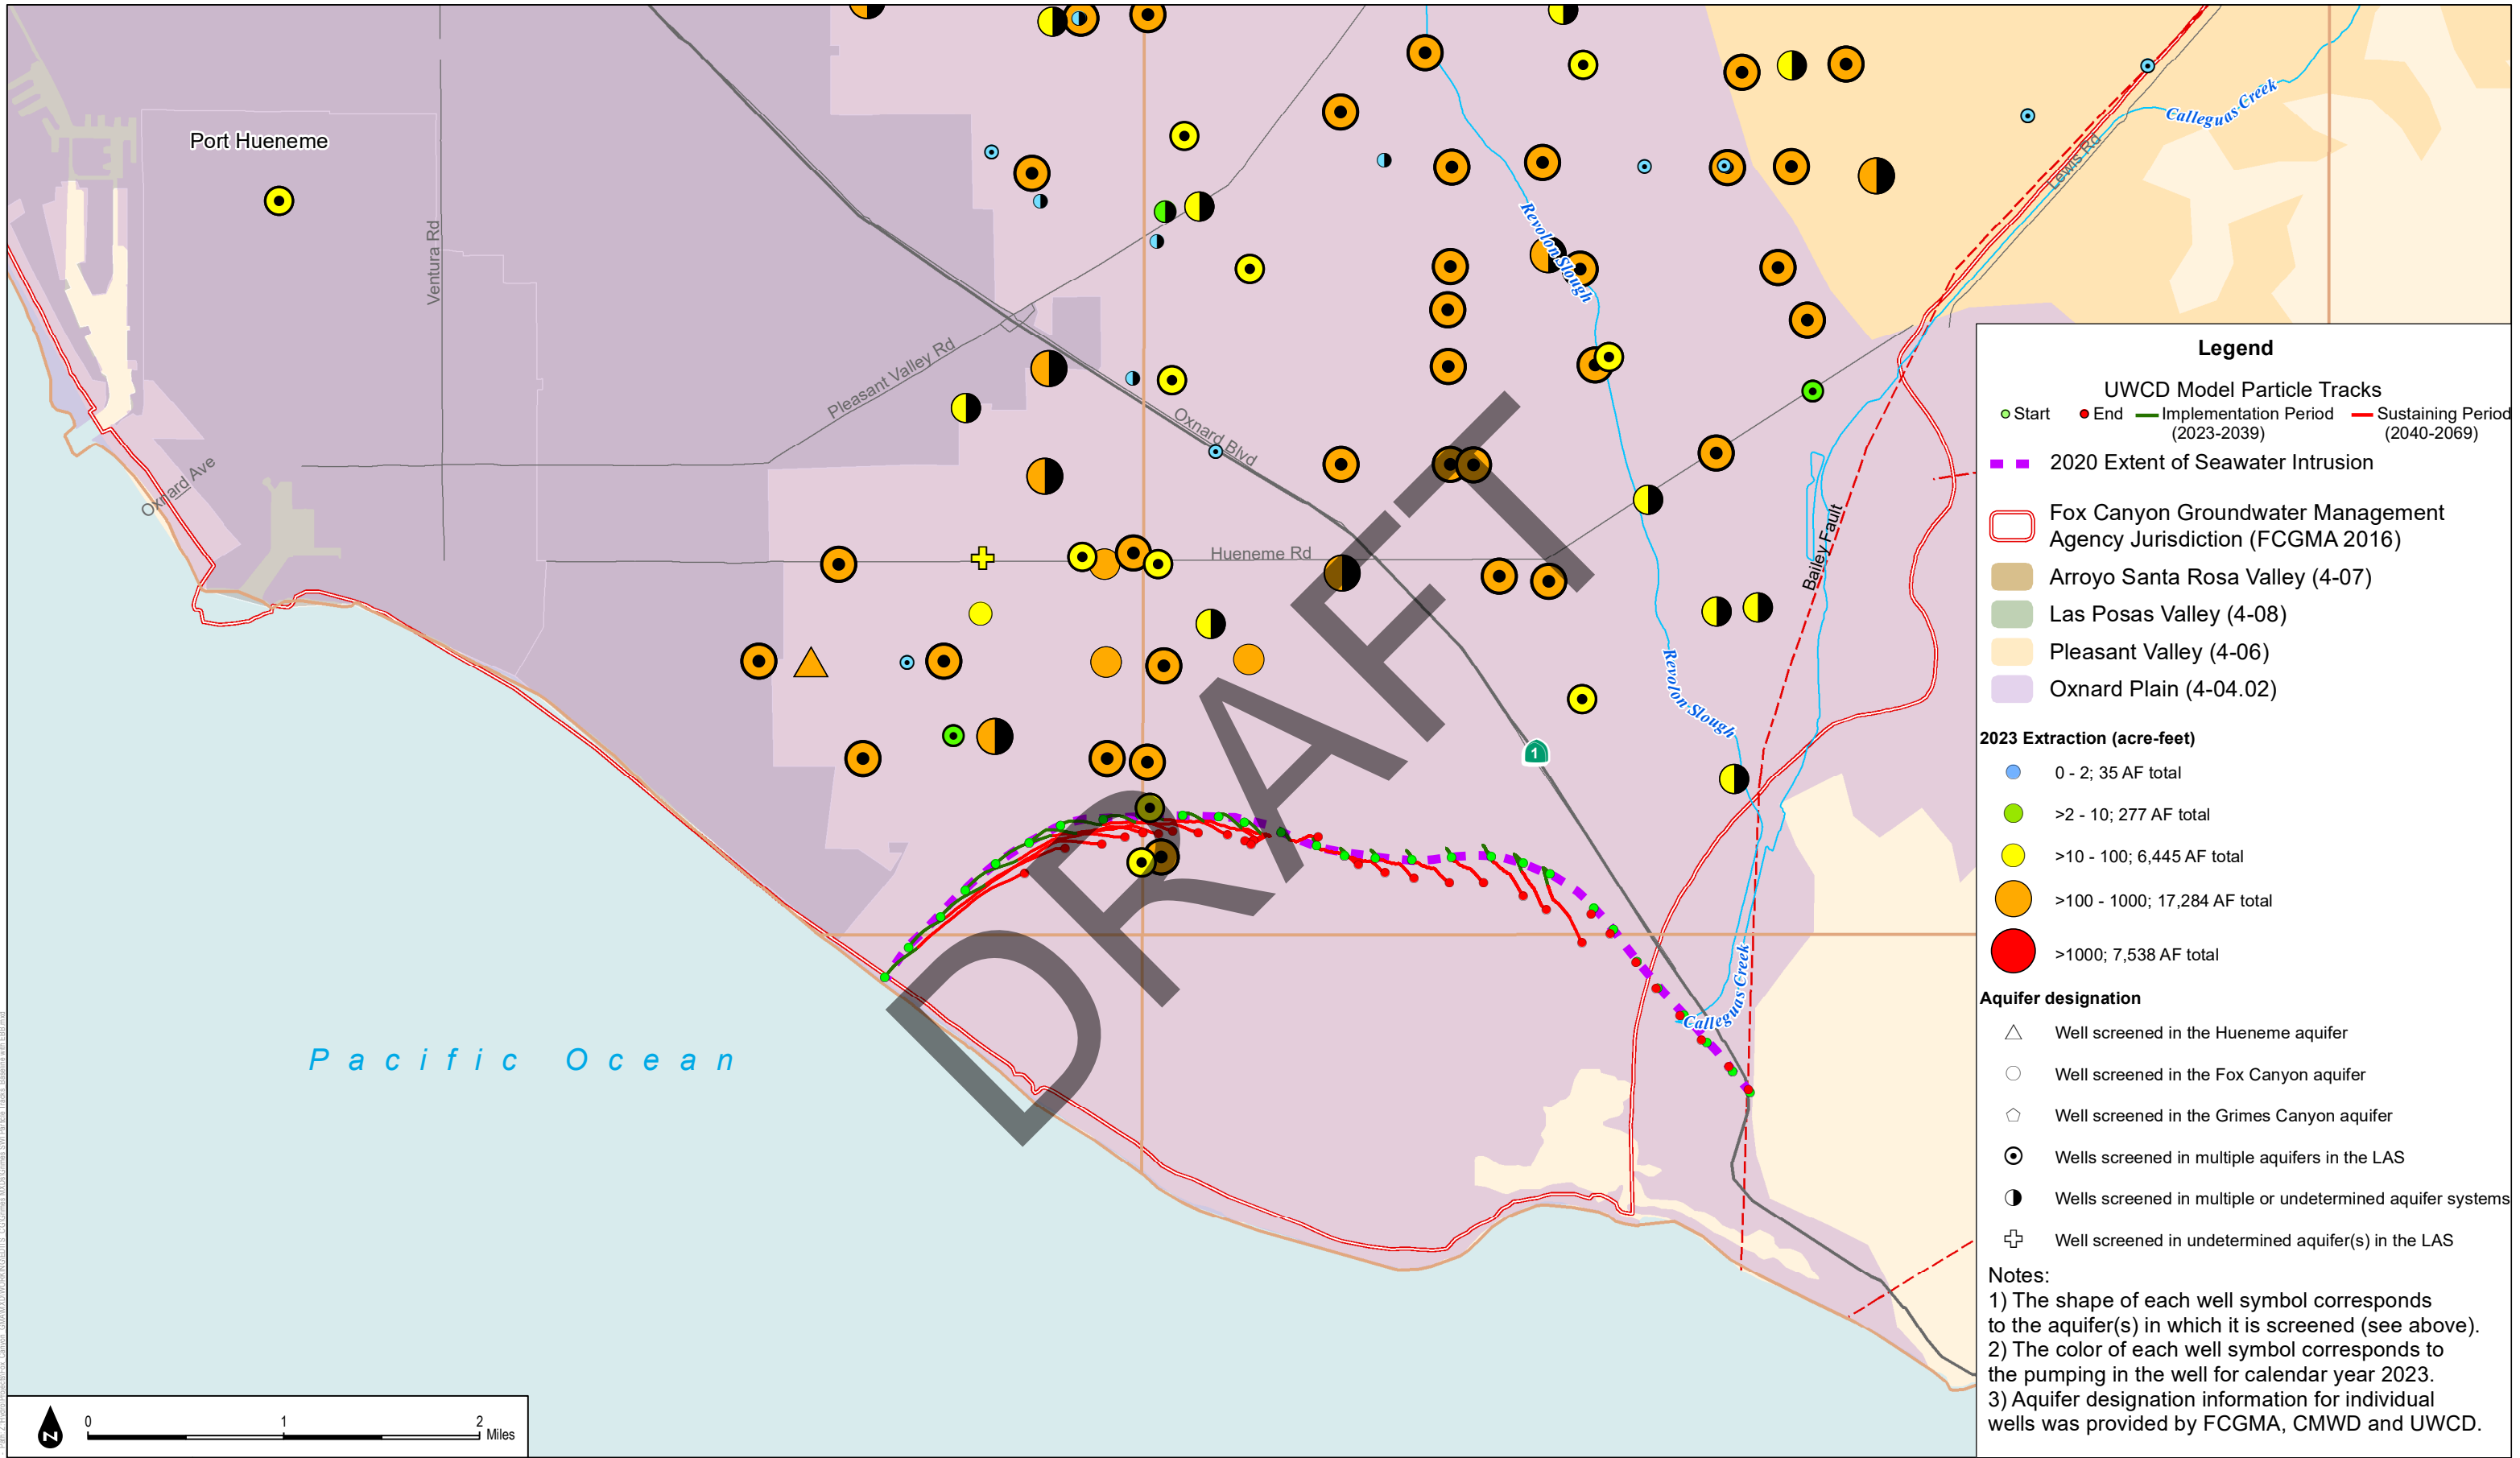 Port Hueneme
Ventura Rd
Oxnard Ave
Pleasant Valley Rd
Oxnard Blvd
Hueneme Rd
Revolon Slough
Revolon Slough
Calleguas Creek
Lewis Rd
Bailey Fault
1
Calleguas Creek
Pacific Ocean
DRAFT
N
0 1 2
Miles
Legend
UWCD Model Particle Tracks
Start End Implementation Period Sustaining Period
(2023-2039) (2040-2069)
2020 Extent of Seawater Intrusion
Fox Canyon Groundwater Management
Agency Jurisdiction (FCGMA 2016)
Arroyo Santa Rosa Valley (4-07)
Las Posas Valley (4-08)
Pleasant Valley (4-06)
Oxnard Plain (4-04.02)
2023 Extraction (acre-feet)
0 - 2; 35 AF total
>2 - 10; 277 AF total
>10 - 100; 6,445 AF total
>100 - 1000; 17,284 AF total
>1000; 7,538 AF total
Aquifer designation
Well screened in the Hueneme aquifer
Well screened in the Fox Canyon aquifer
Well screened in the Grimes Canyon aquifer
Wells screened in multiple aquifers in the LAS
Wells screened in multiple or undetermined aquifer systems
Well screened in undetermined aquifer(s) in the LAS
Notes:
1) The shape of each well symbol corresponds
to the aquifer(s) in which it is screened (see above).
2) The color of each well symbol corresponds to
the pumping in the well for calendar year 2023.
3) Aquifer designation information for individual
wells was provided by FCGMA, CMWD and UWCD.